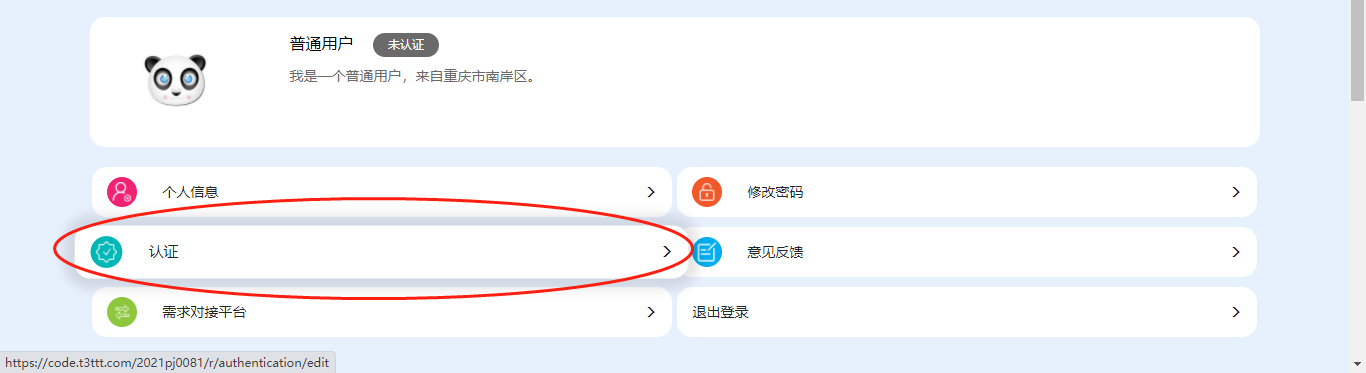 普通用户 未认证
我是一个普通用户，来自重庆市南岸区。
个人信息
修改密码
认证
意见反馈
需求对接平台
退出登录
https://code.t3ttt.com/2021pj0081/r/authentication/edit